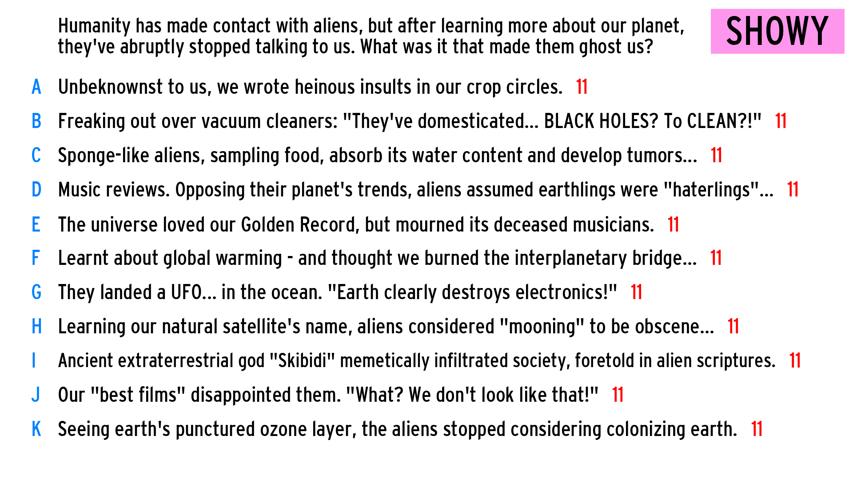 Humanity has made contact with aliens, but after learning more about our planet,
they've abruptly stopped talking to us. What was it that made them ghost us?
SHOWY
A Unbeknownst to us, we wrote heinous insults in our crop circles. 11
B Freaking out over vacuum cleaners: "They've domesticated... BLACK HOLES? To CLEAN?!" 11
C Sponge-like aliens, sampling food, absorb its water content and develop tumors... 11
D Music reviews. Opposing their planet's trends, aliens assumed earthlings were "haterlings"... 11
E The universe loved our Golden Record, but mourned its deceased musicians. 11
F Learnt about global warming - and thought we burned the interplanetary bridge... 11
G They landed a UFO... in the ocean. "Earth clearly destroys electronics!" 11
H Learning our natural satellite's name, aliens considered "mooning" to be obscene... 11
I Ancient extraterrestrial god "Skibidi" memetically infiltrated society, foretold in alien scriptures. 11
J Our "best films" disappointed them. "What? We don't look like that!" 11
K Seeing earth's punctured ozone layer, the aliens stopped considering colonizing earth. 11